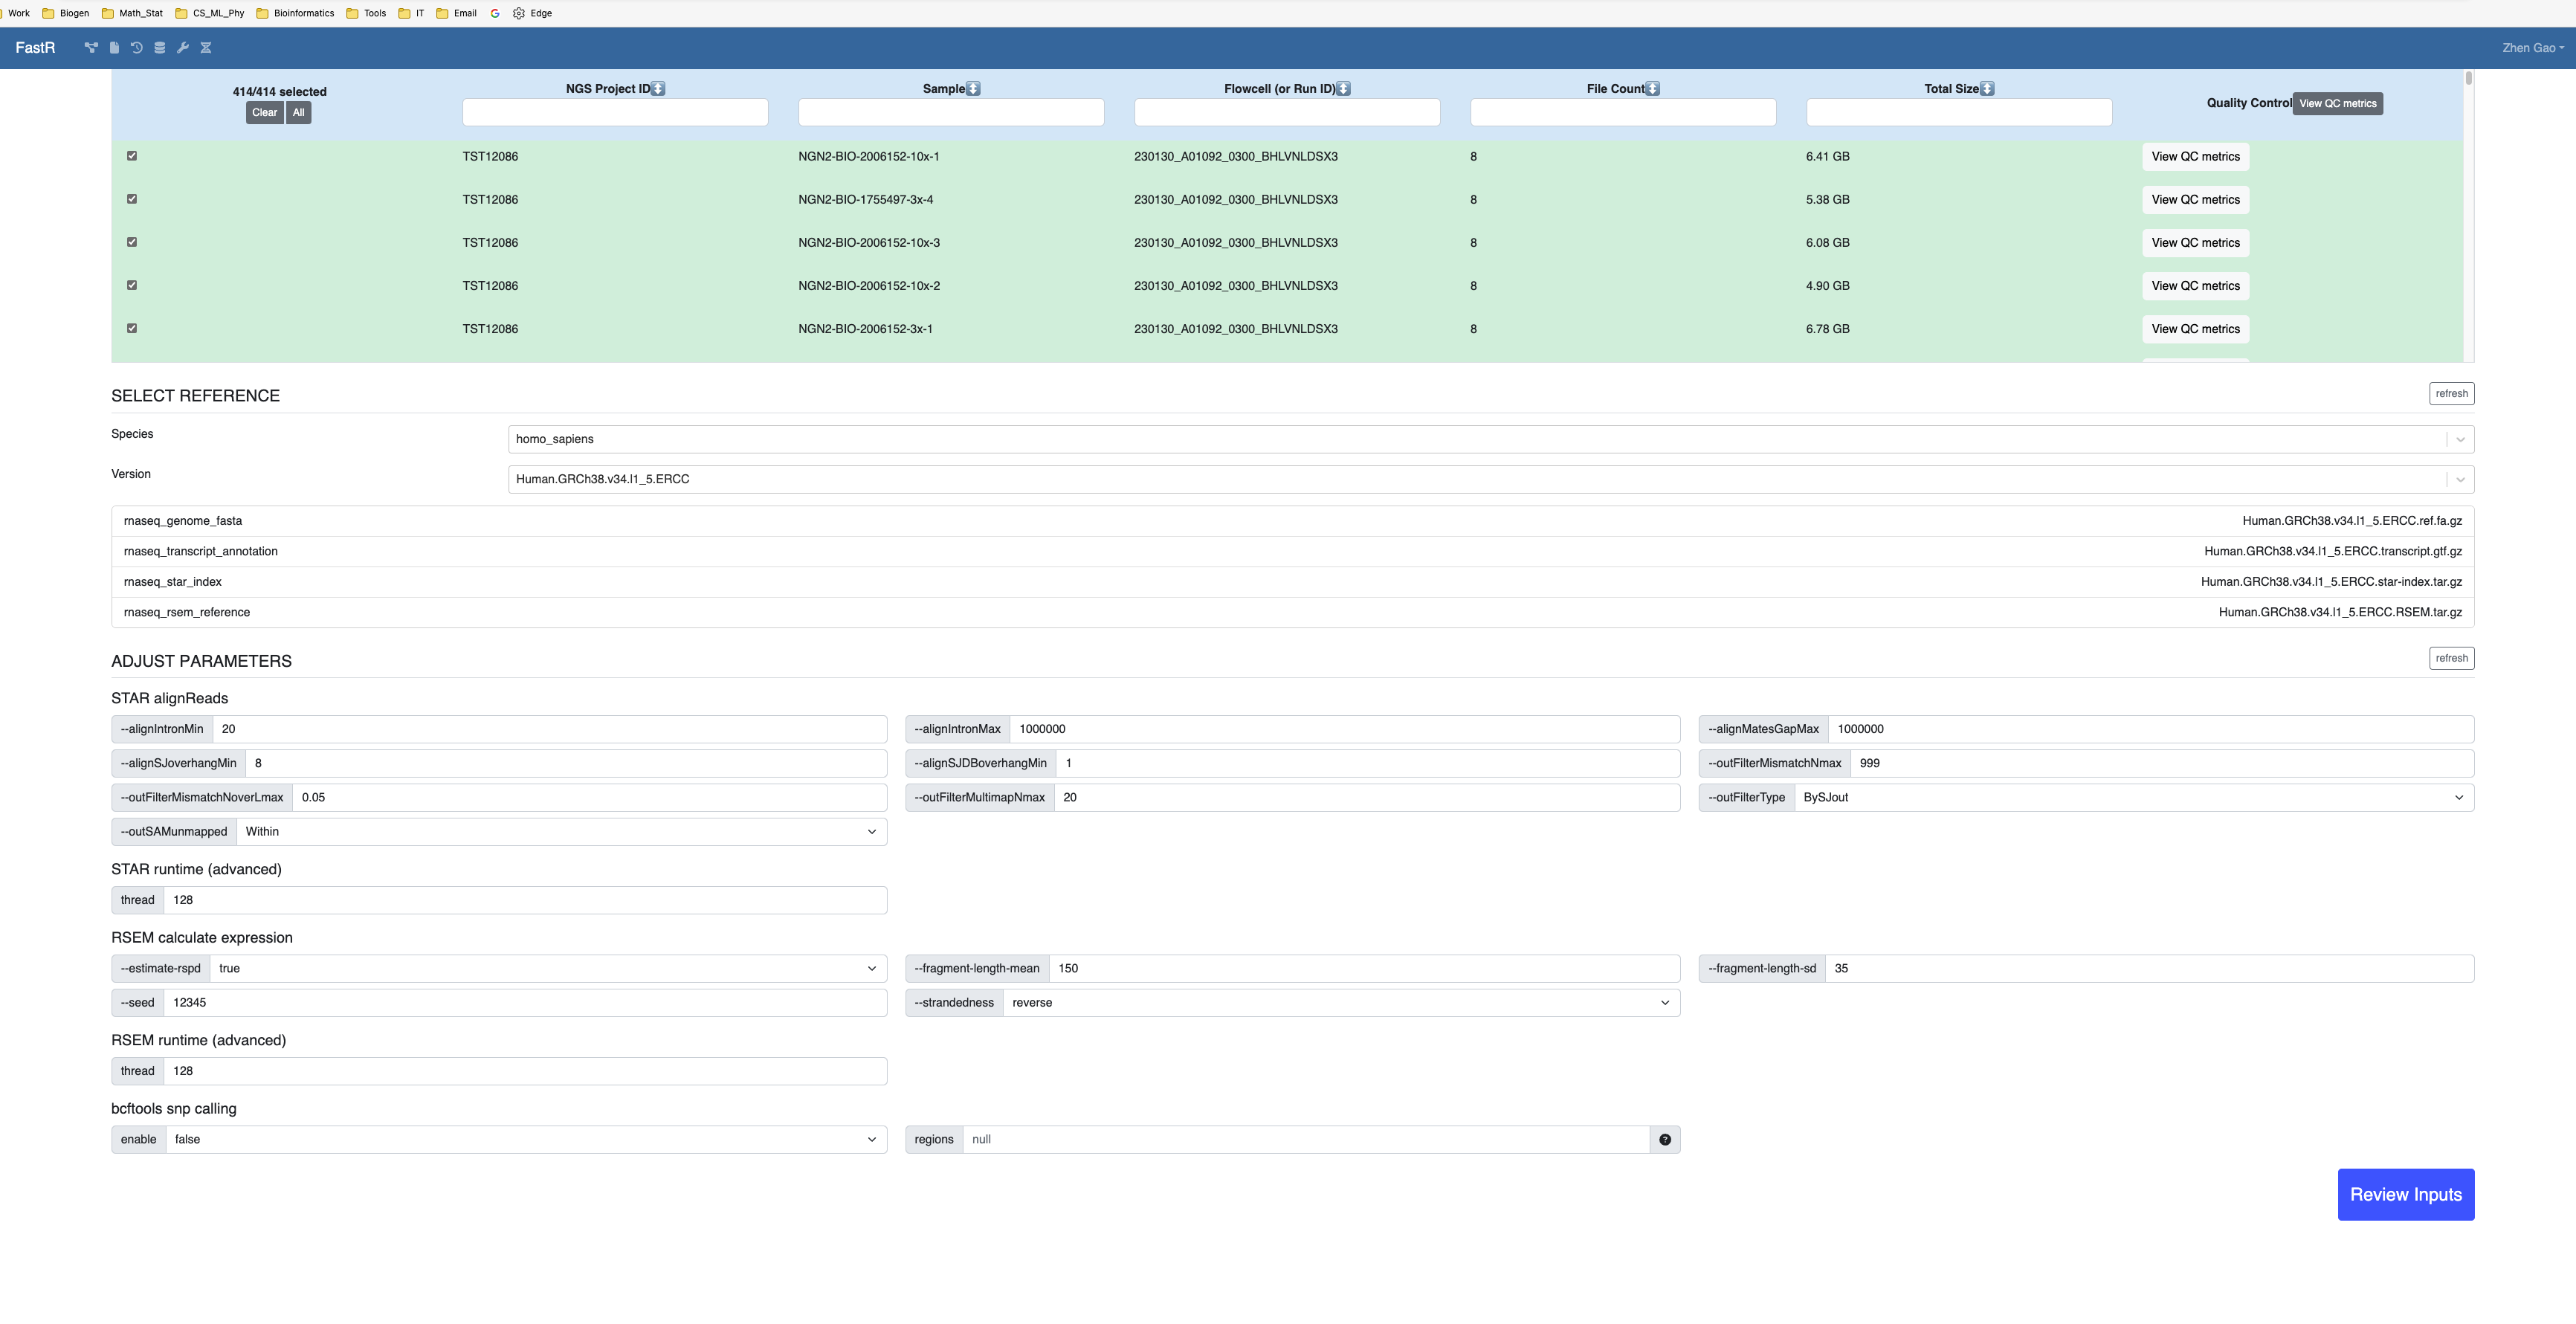 Work Biogen Math_Stat CS_ML_Phy Bioinformatics Tools IT Email G Edge
FastR Zhen Gao
414/414 selected NGS Project ID Sample Flowcell (or Run ID) File Count Total Size Quality Control View QC metrics
Clear All
TST12086 NGN2-BIO-2006152-10x-1 230130_A01092_0300_BHLVNLDSX3 8 6.41 GB View QC metrics
TST12086 NGN2-BIO-1755497-3x-4 230130_A01092_0300_BHLVNLDSX3 8 5.38 GB View QC metrics
TST12086 NGN2-BIO-2006152-10x-3 230130_A01092_0300_BHLVNLDSX3 8 6.08 GB View QC metrics
TST12086 NGN2-BIO-2006152-10x-2 230130_A01092_0300_BHLVNLDSX3 8 4.90 GB View QC metrics
TST12086 NGN2-BIO-2006152-3x-1 230130_A01092_0300_BHLVNLDSX3 8 6.78 GB View QC metrics
SELECT REFERENCE refresh
Species homo_sapiens
Version Human.GRCh38.v34.l1_5.ERCC
rnaseq_genome_fasta Human.GRCh38.v34.l1_5.ERCC.ref.fa.gz
rnaseq_transcript_annotation Human.GRCh38.v34.l1_5.ERCC.transcript.gtf.gz
rnaseq_star_index Human.GRCh38.v34.l1_5.ERCC.star-index.tar.gz
rnaseq_rsem_reference Human.GRCh38.v34.l1_5.ERCC.RSEM.tar.gz
ADJUST PARAMETERS refresh
STAR alignReads
--alignIntronMin 20 --alignIntronMax 1000000 --alignMatesGapMax 1000000
--alignSJoverhangMin 8 --alignSJDBoverhangMin 1 --outFilterMismatchNmax 999
--outFilterMismatchNoverLmax 0.05 --outFilterMultimapNmax 20 --outFilterType BySJout
--outSAMunmapped Within
STAR runtime (advanced)
thread 128
RSEM calculate expression
--estimate-rspd true --fragment-length-mean 150 --fragment-length-sd 35
--seed 12345 --strandedness reverse
RSEM runtime (advanced)
thread 128
bcftools snp calling
enable false regions null ?
Review Inputs